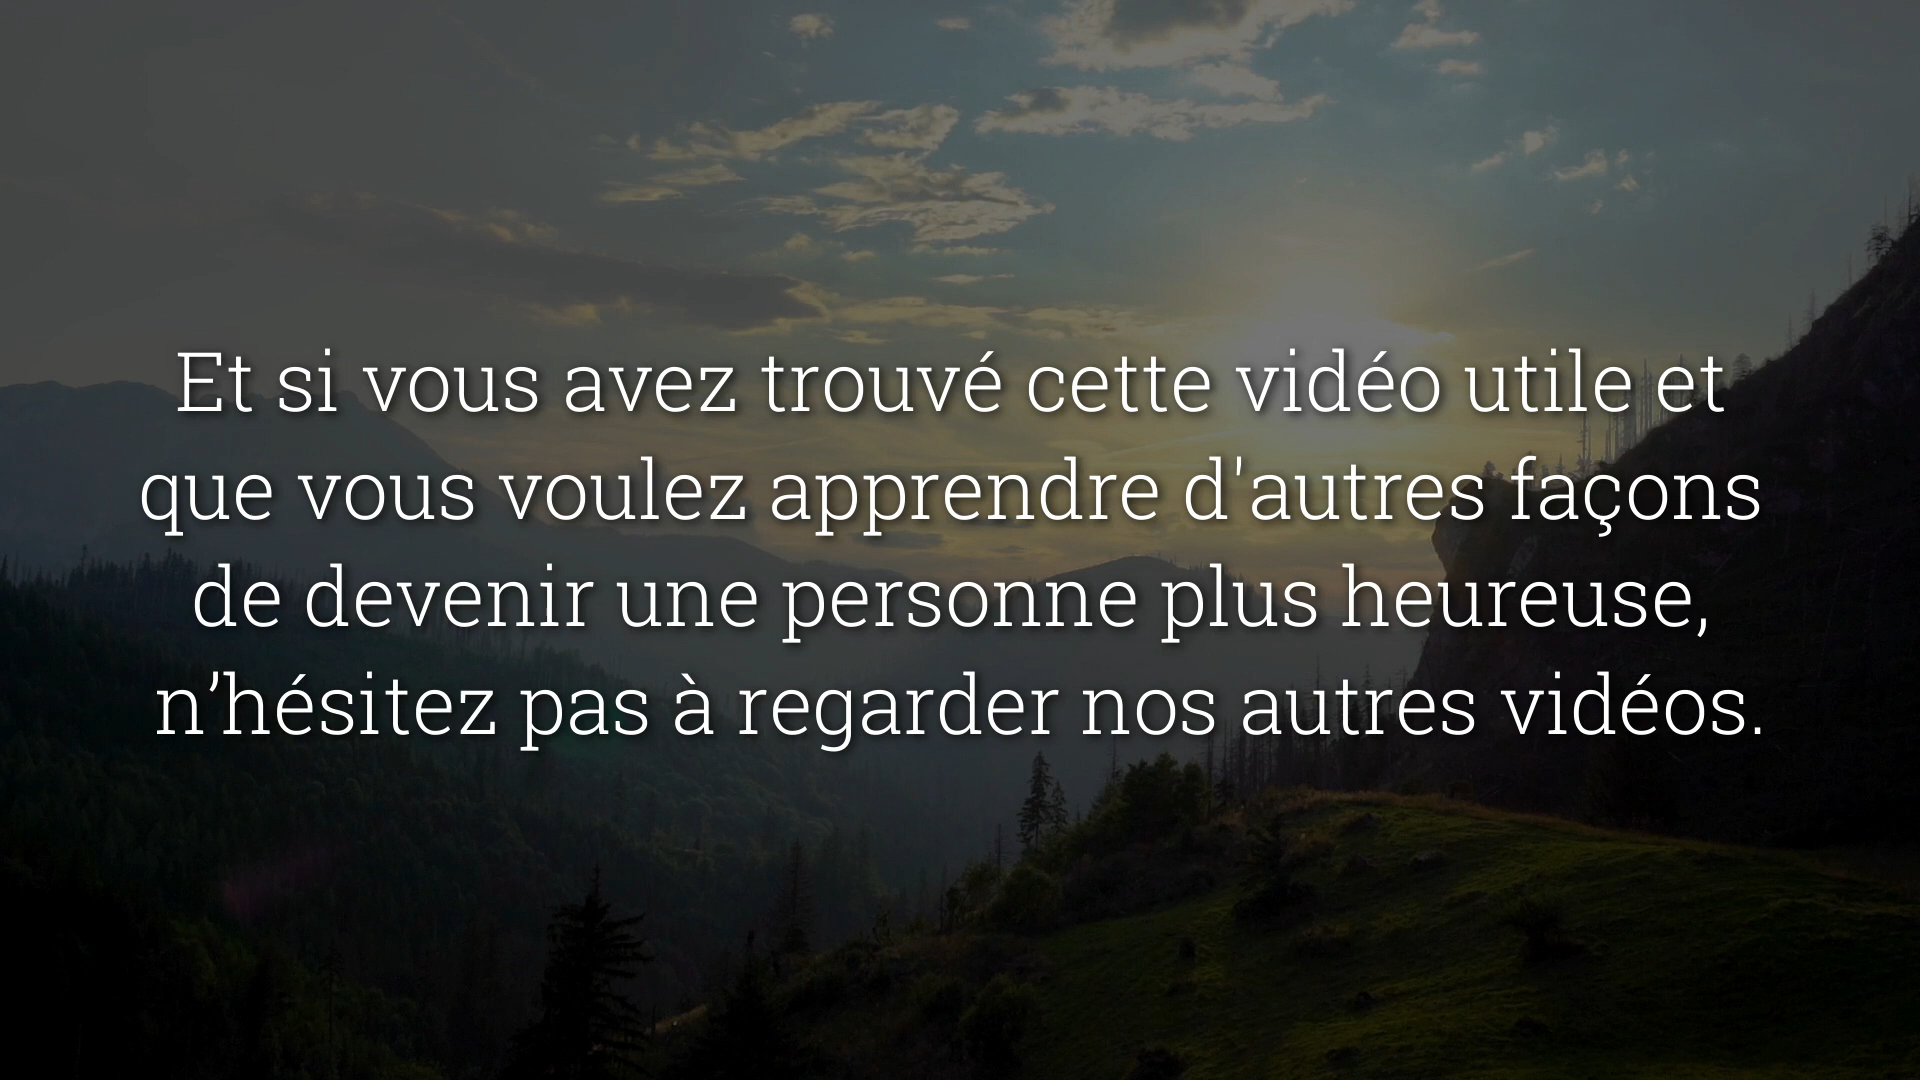 Et si vous avez trouvé cette vidéo utile et
que vous voulez apprendre d'autres façons
de devenir une personne plus heureuse,
n’hésitez pas à regarder nos autres vidéos.